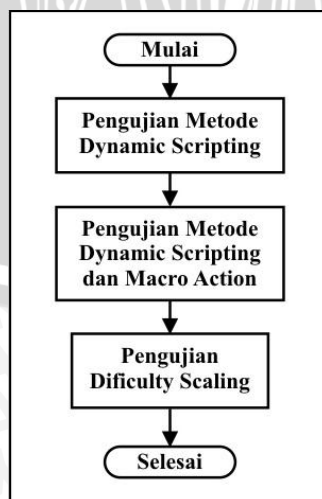 Mulai
Pengujian Metode
Dynamic Scripting
Pengujian Metode
Dynamic Scripting
dan Macro Action
Pengujian
Dificulty Scaling
Selesai